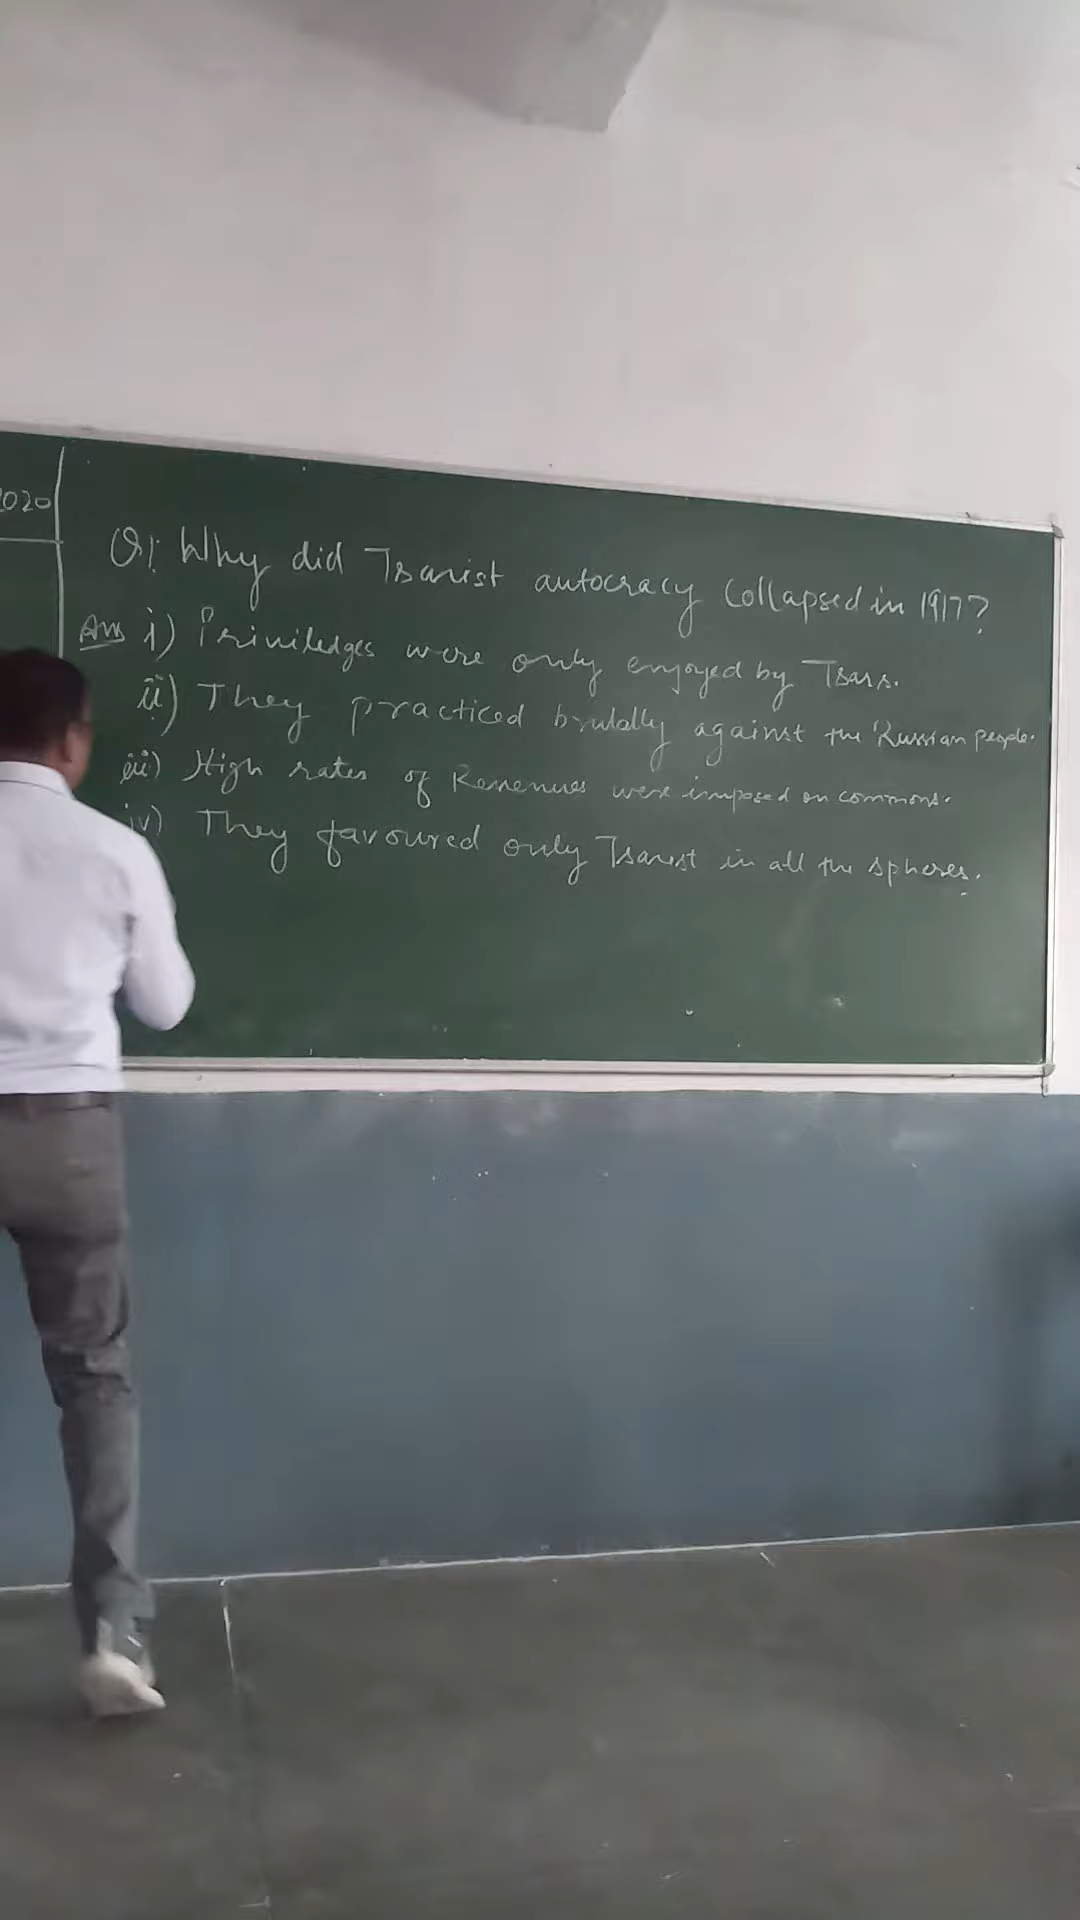 2020
Q1: Why did Tsarist autocracy collapsed in 1917?
Ans i) Priviledges were only enjoyed by Tsars.
ii) They practiced brutally against the Russian people.
iii) High rates of Revenues were imposed on commons.
iv) They favoured only Tsarist in all the spheres.